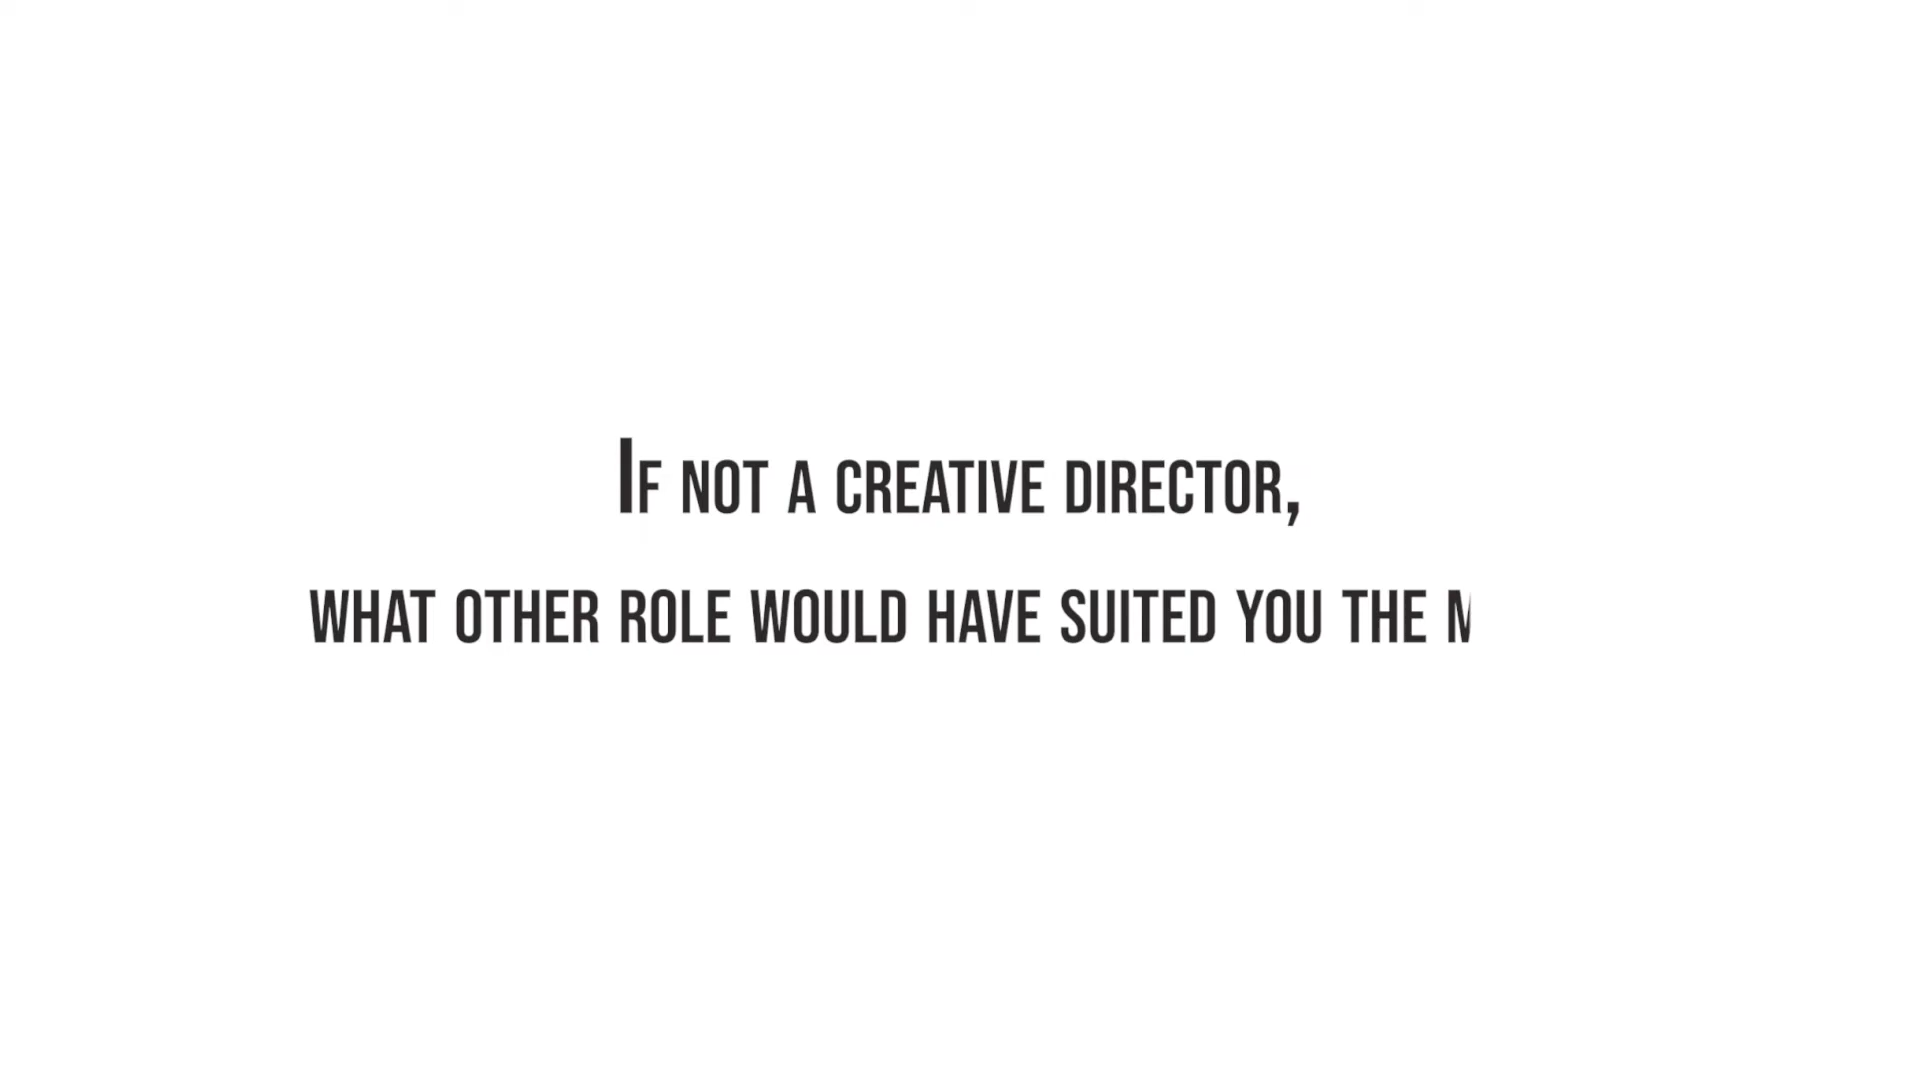 If not a creative director,
what other role would have suited you the